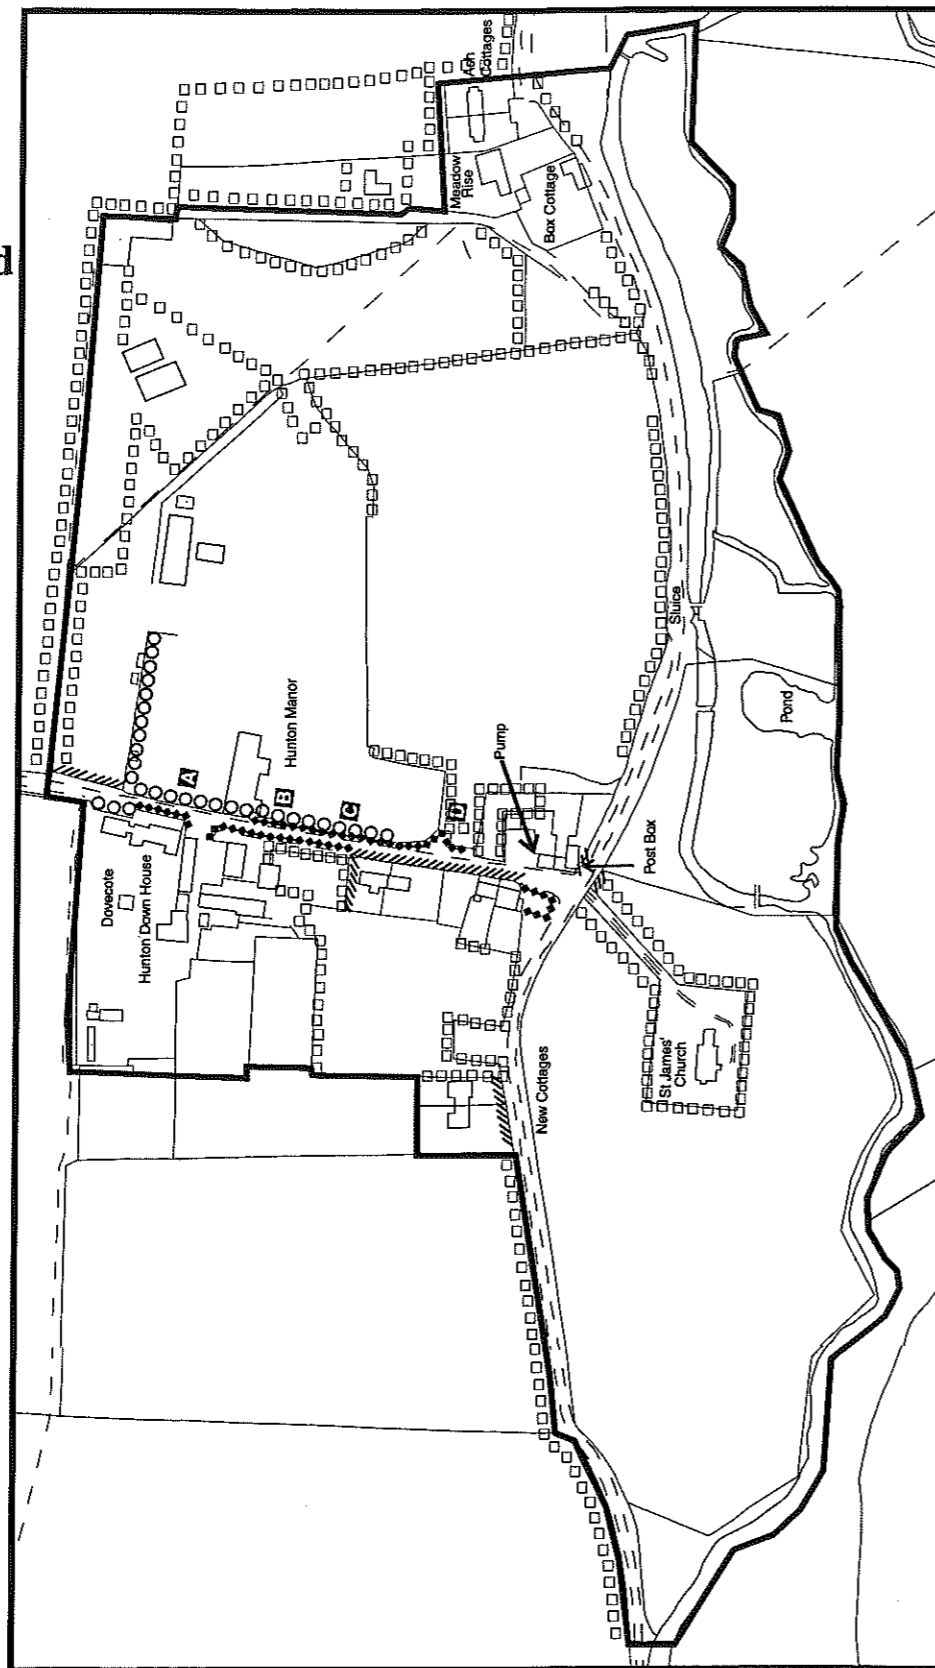 d
Ash
Cottages
Meadow
Rise
Box Cottage
Sluice
Pond
Hunton Manor
Pump
Post Box
A
B
C
D
Dovecote
Hunton Down House
St James'
Church
New Cottages